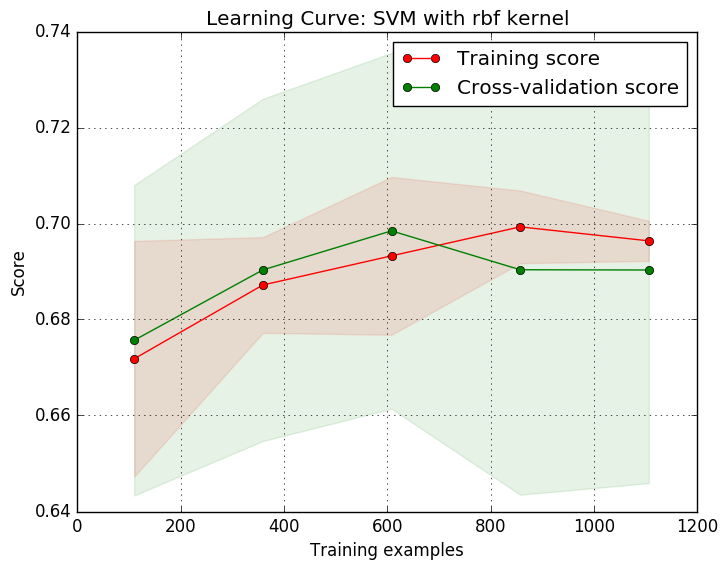 Learning Curve: SVM with rbf kernel
Training score
Cross-validation score
Score
0.74
0.72
0.70
0.68
0.66
0.64
0 200 400 600 800 1000 1200
Training examples